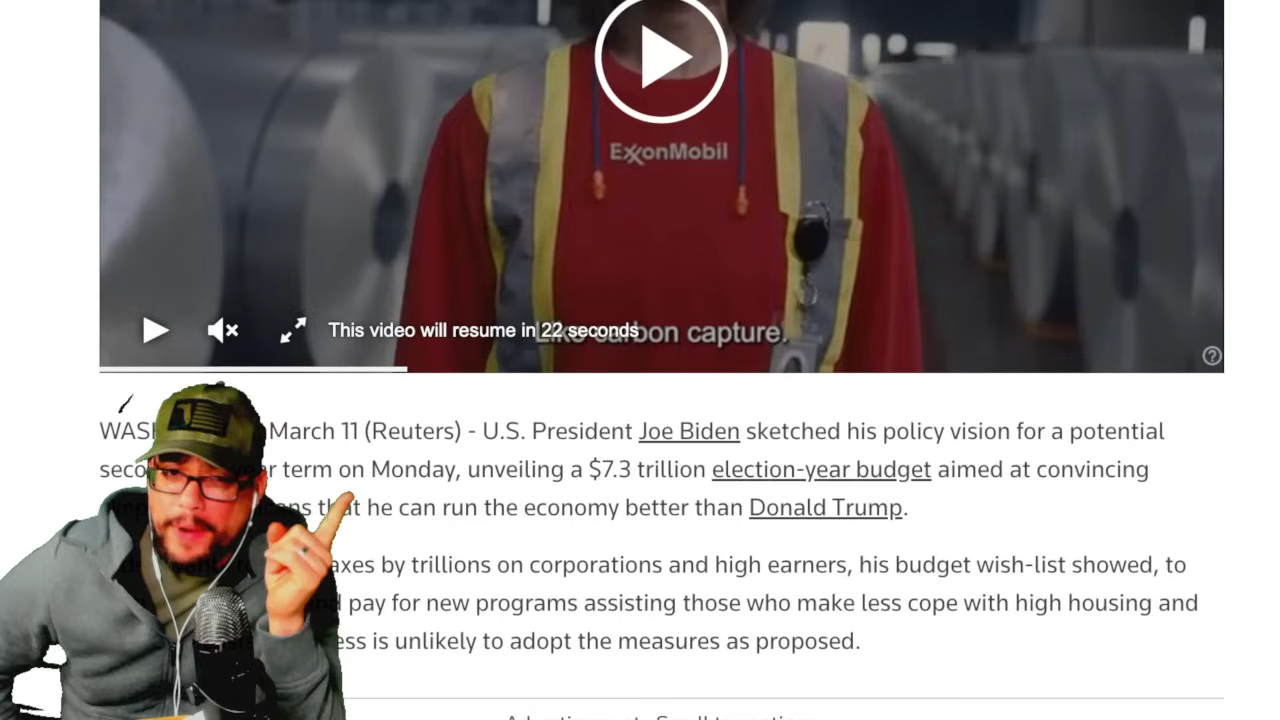 ExxonMobil
This video will resume in 22 seconds
Like carbon capture.
WAS March 11 (Reuters) - U.S. President Joe Biden sketched his policy vision for a potential
term on Monday, unveiling a $7.3 trillion election-year budget aimed at convincing
that he can run the economy better than Donald Trump.
axes by trillions on corporations and high earners, his budget wish-list showed, to
pay for new programs assisting those who make less cope with high housing and
is unlikely to adopt the measures as proposed.